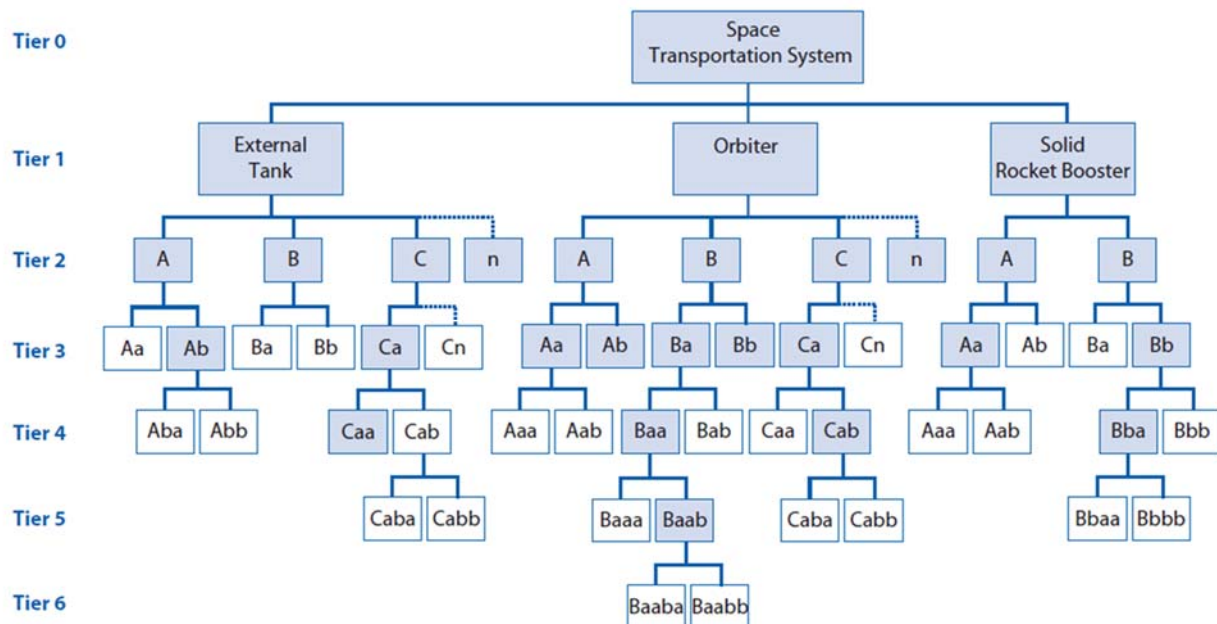 Tier 0
Space
Transportation System
Tier 1
External
Tank
Orbiter
Solid
Rocket Booster
Tier 2
A
B
C
n
A
B
C
n
A
B
Tier 3
Aa
Ab
Ba
Bb
Ca
Cn
Aa
Ab
Ba
Bb
Ca
Cn
Aa
Ab
Ba
Bb
Tier 4
Aba
Abb
Caa
Cab
Aaa
Aab
Baa
Bab
Caa
Cab
Aaa
Aab
Bba
Bbb
Tier 5
Caba
Cabb
Baaa
Baab
Caba
Cabb
Bbaa
Bbbb
Tier 6
Baaba
Baabb